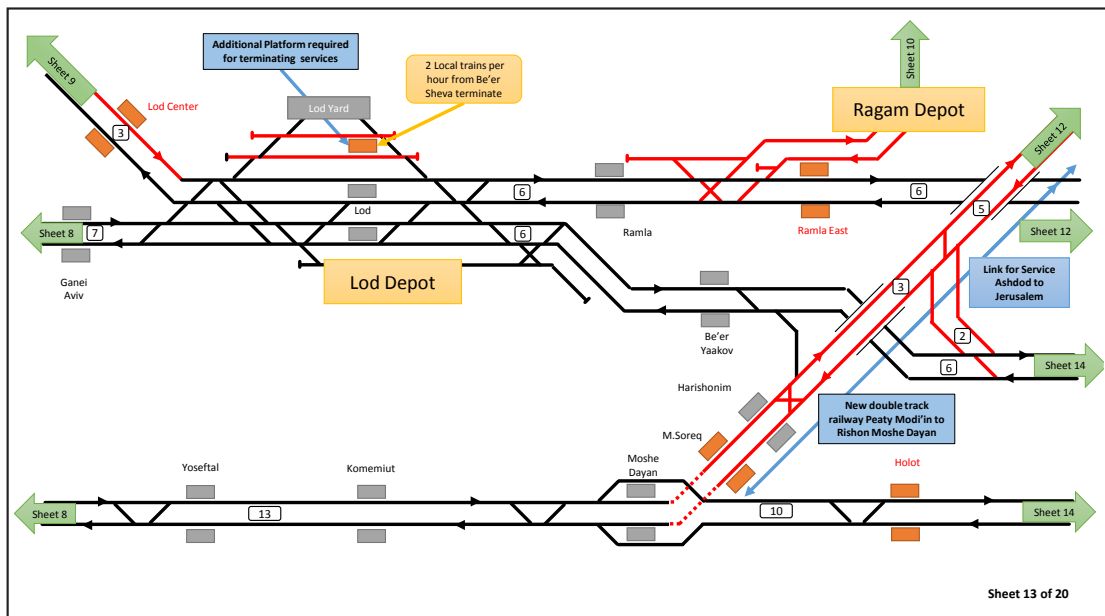 Sheet 9
Lod Center
3
Additional Platform required
for terminating services
2 Local trains per
hour from Be'er
Sheva terminate
Lod Yard
Sheet 10
Ragam Depot
Sheet 12
6
6
5
Lod
Ramla
Ramla East
Sheet 8
7
6
Ganei
Aviv
Lod Depot
Sheet 12
Link for Service
Ashdod to
Jerusalem
3
2
Be'er
Yaakov
6
Sheet 14
Harishonim
New double track
railway Peaty Modi'in to
Rishon Moshe Dayan
M.Soreq
Yoseftal
Komemiut
Moshe
Dayan
Holot
Sheet 8
13
10
Sheet 14
Sheet 13 of 20